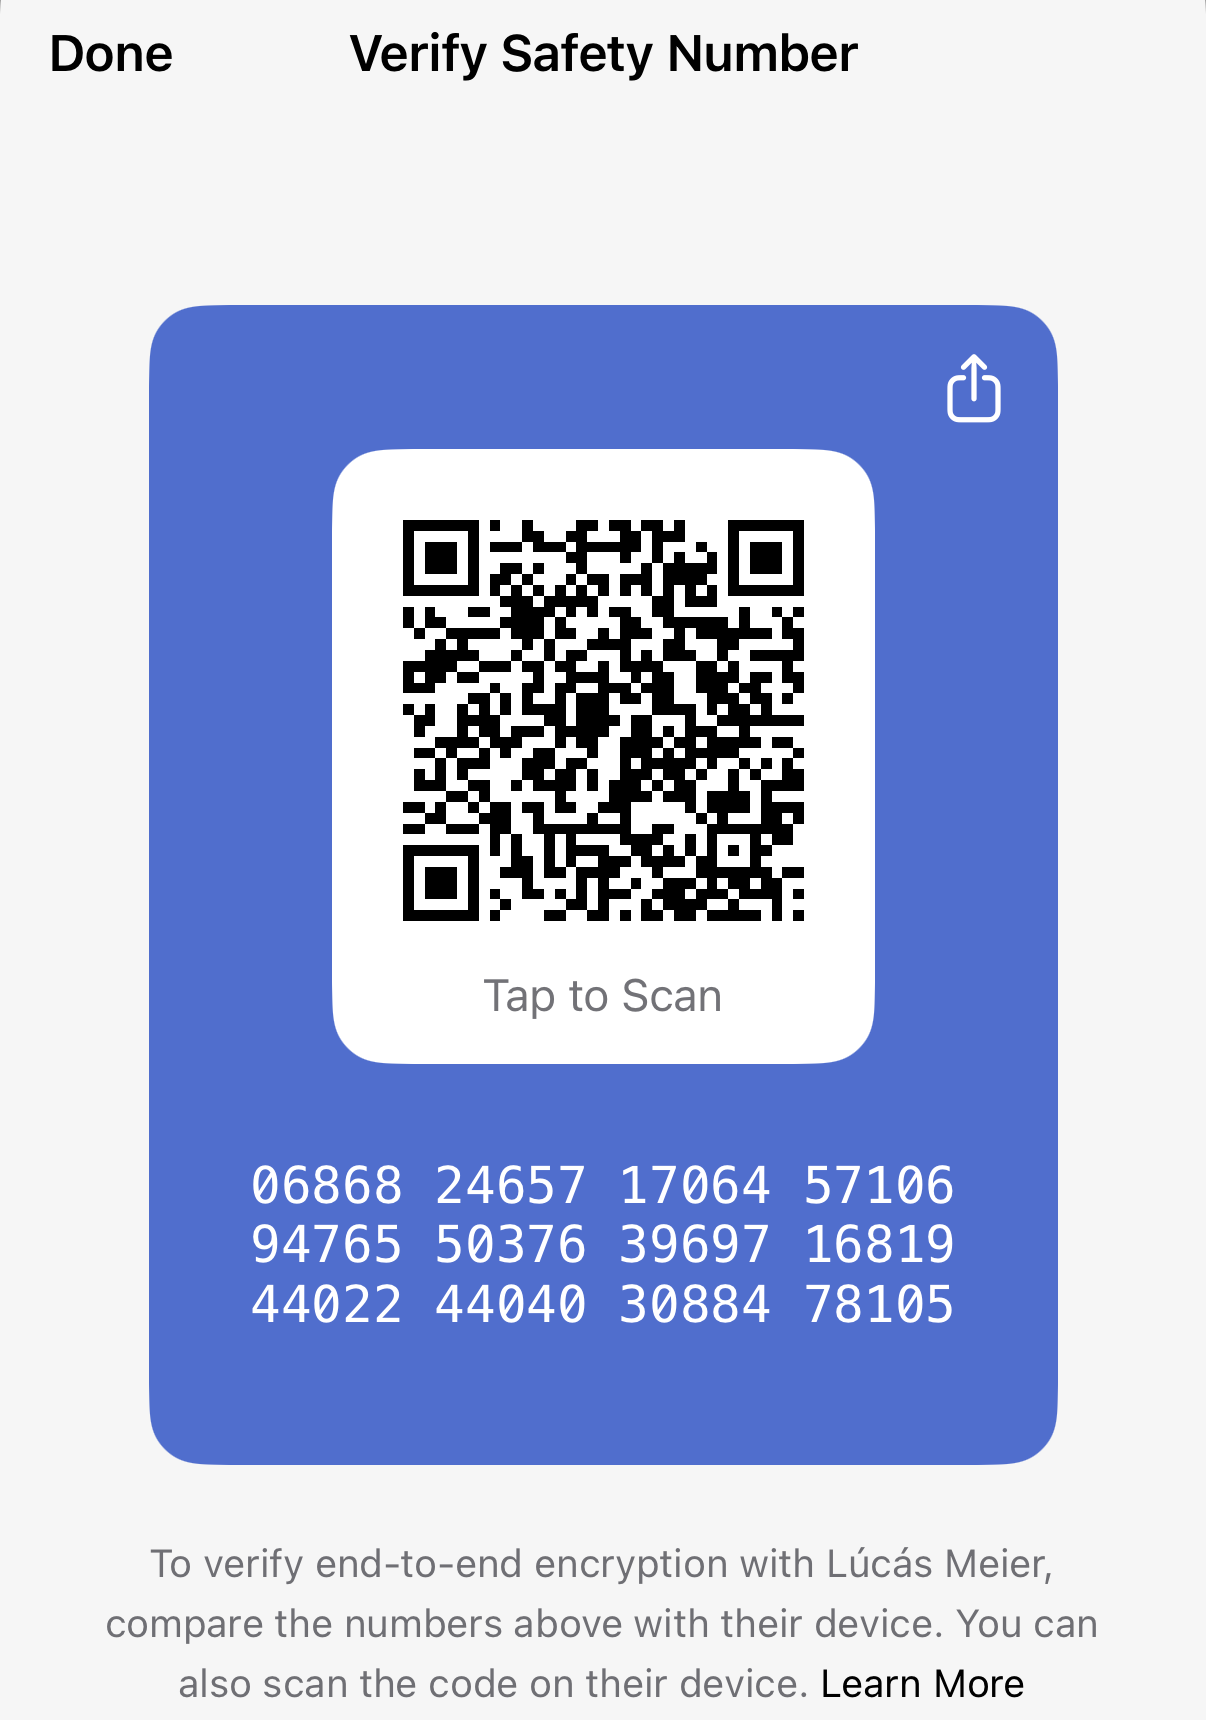 Done
Verify Safety Number
Tap to Scan
06868 24657 17064 57106
94765 50376 39697 16819
44022 44040 30884 78105
To verify end-to-end encryption with Lúcás Meier,
compare the numbers above with their device. You can
also scan the code on their device. Learn More